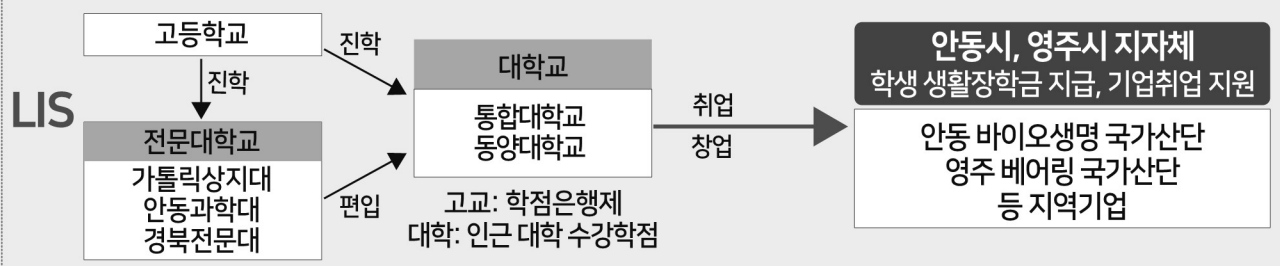 LIS
고등학교
진학
진학
전문대학교
가톨릭상지대
안동과학대
경북전문대
편입
대학교
통합대학교
동양대학교
고교: 학점은행제
대학: 인근 대학 수강학점
취업
창업
안동시, 영주시 지자체
학생 생활장학금 지급, 기업취업 지원
안동 바이오생명 국가산단
영주 베어링 국가산단
등 지역기업